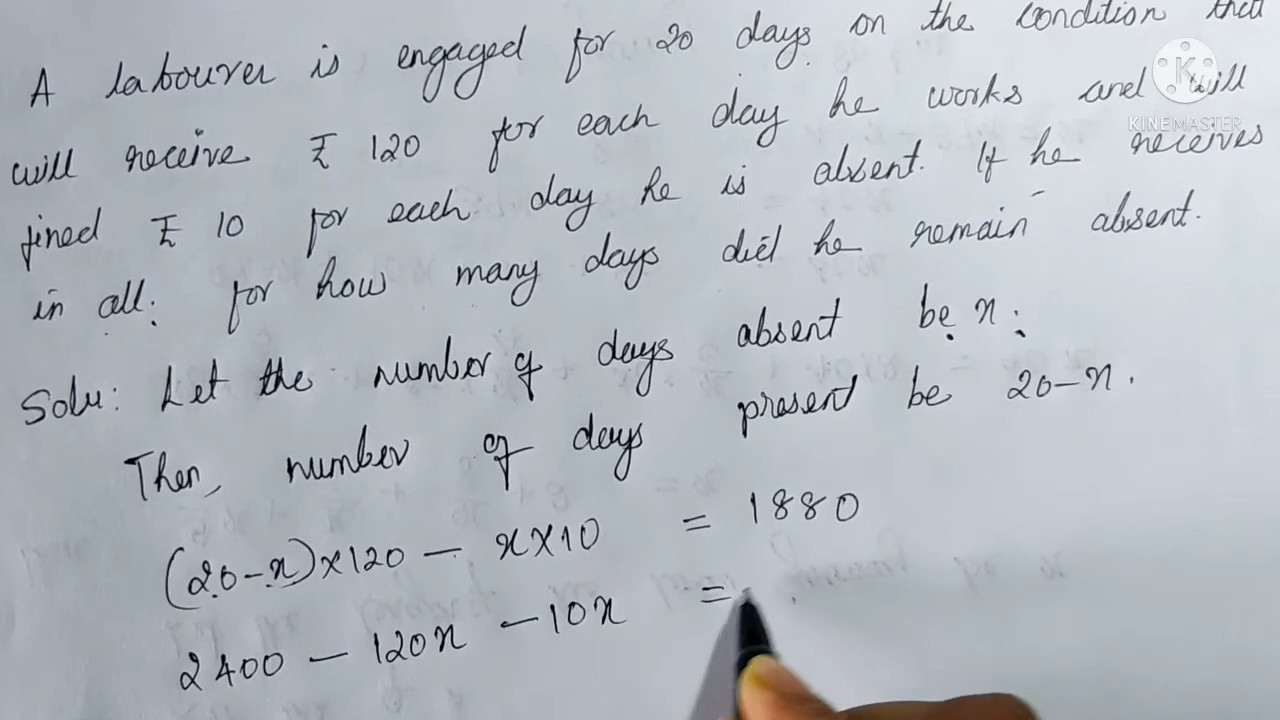 A labourer is engaged for 20 days on the condition that
will receive ₹ 120 for each day he works and will
fined ₹ 10 for each day he is absent. If he receives
in all. for how many days did he remain absent.
Soln: Let the number of days absent be x.
Then, number of days present be 20-x.
(20-x)×120 - x×10 = 1880
2400 - 120x - 10x =
KINEMASTER